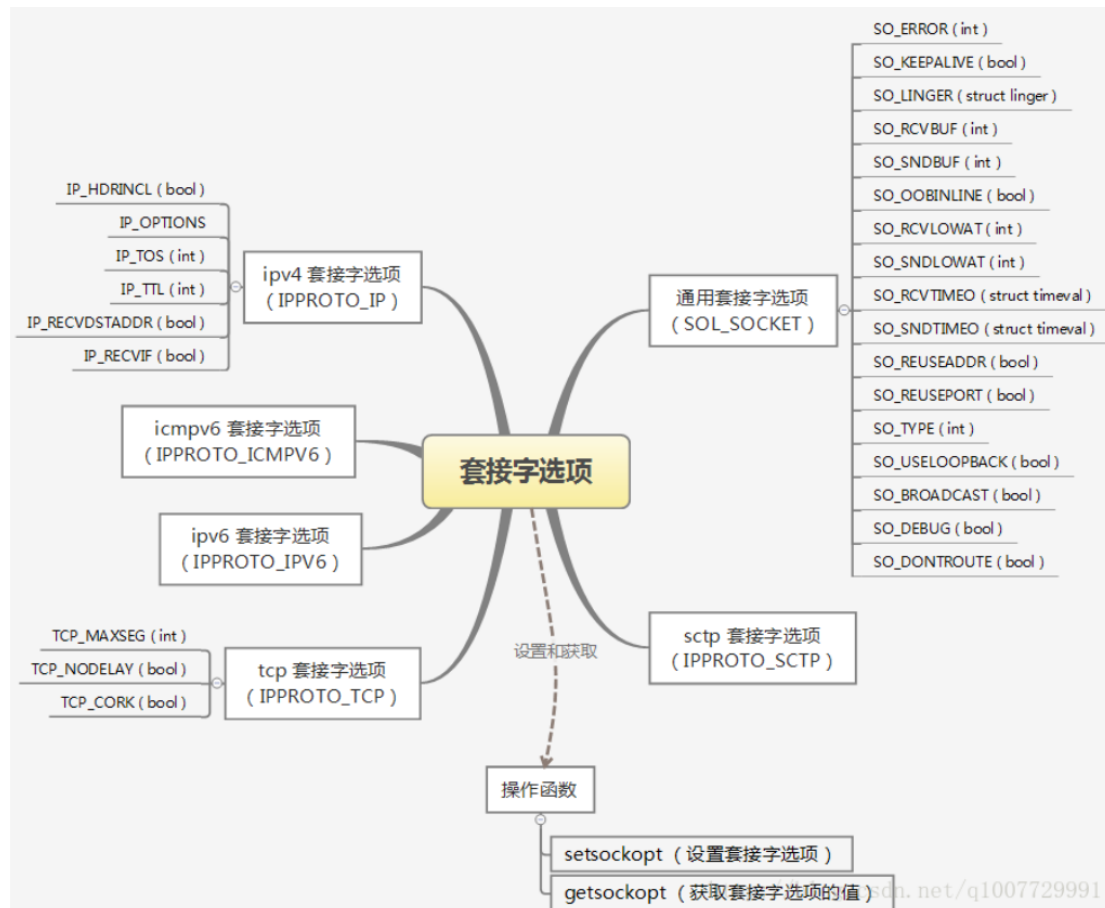 套接字选项
ipv4 套接字选项
（IPPROTO_IP）
IP_HDRINCL（bool）
IP_OPTIONS
IP_TOS（int）
IP_TTL（int）
IP_RECVDSTADDR（bool）
IP_RECVIF（bool）
icmpv6 套接字选项
（IPPROTO_ICMPV6）
ipv6 套接字选项
（IPPROTO_IPV6）
tcp 套接字选项
（IPPROTO_TCP）
TCP_MAXSEG（int）
TCP_NODELAY（bool）
TCP_CORK（bool）
通用套接字选项
（SOL_SOCKET）
SO_ERROR（int）
SO_KEEPALIVE（bool）
SO_LINGER（struct linger）
SO_RCVBUF（int）
SO_SNDBUF（int）
SO_OOBINLINE（bool）
SO_RCVLOWAT（int）
SO_SNDLOWAT（int）
SO_RCVTIMEO（struct timeval）
SO_SNDTIMEO（struct timeval）
SO_REUSEADDR（bool）
SO_REUSEPORT（bool）
SO_TYPE（int）
SO_USELOOPBACK（bool）
SO_BROADCAST（bool）
SO_DEBUG（bool）
SO_DONTROUTE（bool）
sctp 套接字选项
（IPPROTO_SCTP）
设置和获取
操作函数
setsockopt（设置套接字选项）
getsockopt（获取套接字选项的值）
csdn.net/q1007729991